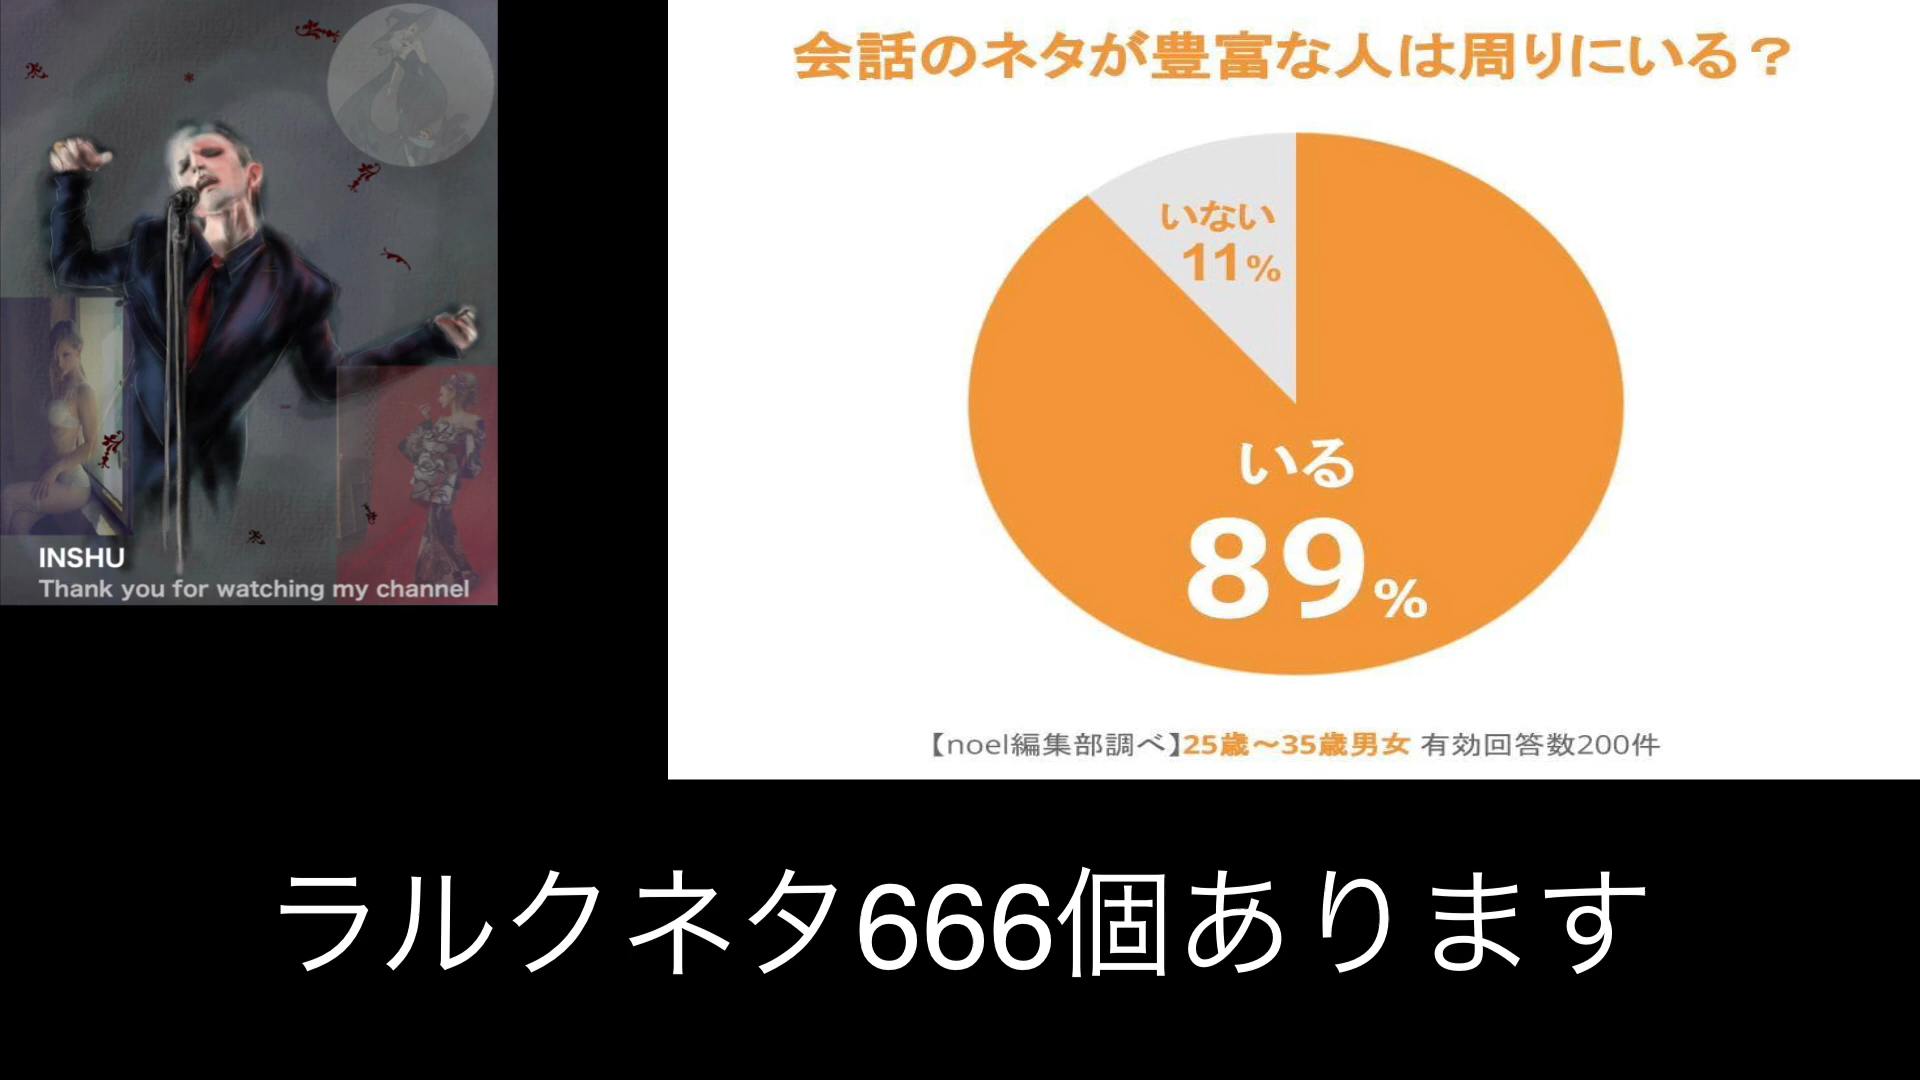 会話のネタが豊富な人は周りにいる？
いない
11%
いる
89%
【noel編集部調べ】25歳～35歳男女 有効回答数200件
INSHU
Thank you for watching my channel
ラルクネタ666個あります